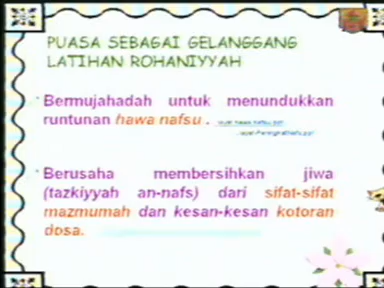 PUASA SEBAGAI GELANGGANG
LATIHAN ROHANIYYAH
Bermujahadah untuk menundukkan
runtunan hawa nafsu .
Berusaha membersihkan jiwa
(tazkiyyah an-nafs) dari sifat-sifat
mazmumah dan kesan-kesan kotoran
dosa.